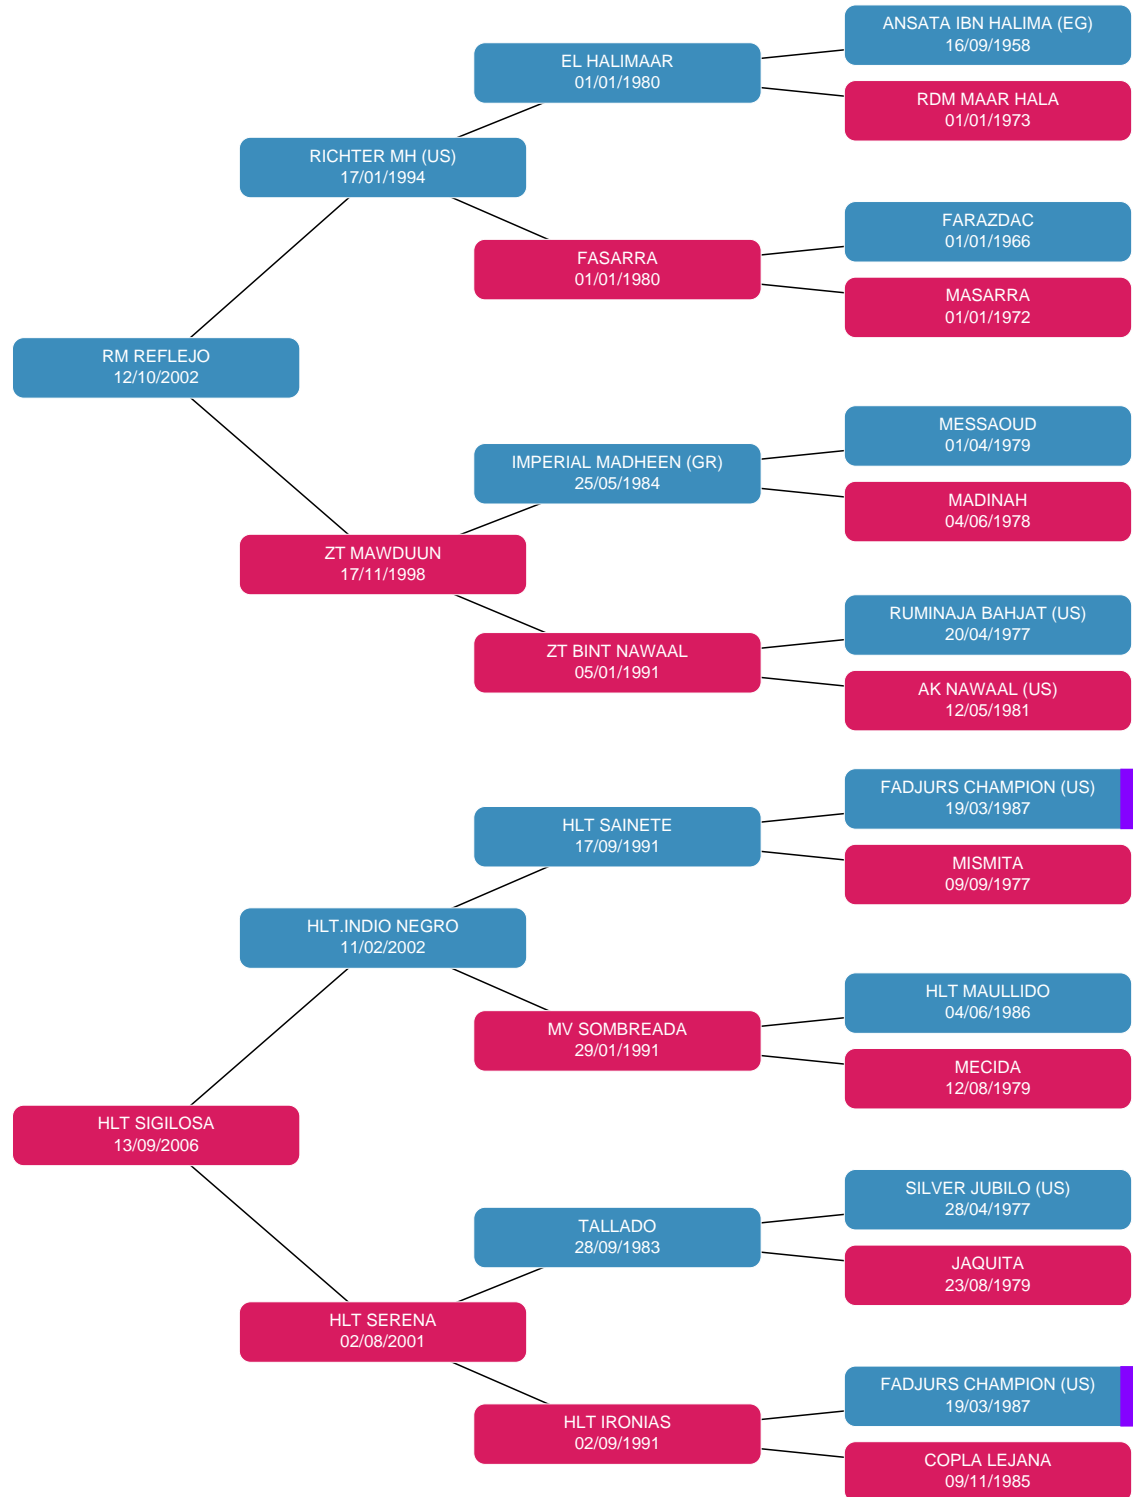 ANSATA IBN HALIMA (EG)
16/09/1958
EL HALIMAAR
01/01/1980
RDM MAAR HALA
01/01/1973
RICHTER MH (US)
17/01/1994
FARAZDAC
01/01/1966
FASARRA
01/01/1980
MASARRA
01/01/1972
RM REFLEJO
12/10/2002
MESSAOUD
01/04/1979
IMPERIAL MADHEEN (GR)
25/05/1984
MADINAH
04/06/1978
ZT MAWDUUN
17/11/1998
RUMINAJA BAHJAT (US)
20/04/1977
ZT BINT NAWAAL
05/01/1991
AK NAWAAL (US)
12/05/1981
FADJURS CHAMPION (US)
19/03/1987
HLT SAINETE
17/09/1991
MISMITA
09/09/1977
HLT.INDIO NEGRO
11/02/2002
HLT MAULLIDO
04/06/1986
MV SOMBREADA
29/01/1991
MECIDA
12/08/1979
HLT SIGILOSA
13/09/2006
SILVER JUBILO (US)
28/04/1977
TALLADO
28/09/1983
JAQUITA
23/08/1979
HLT SERENA
02/08/2001
FADJURS CHAMPION (US)
19/03/1987
HLT IRONIAS
02/09/1991
COPLA LEJANA
09/11/1985